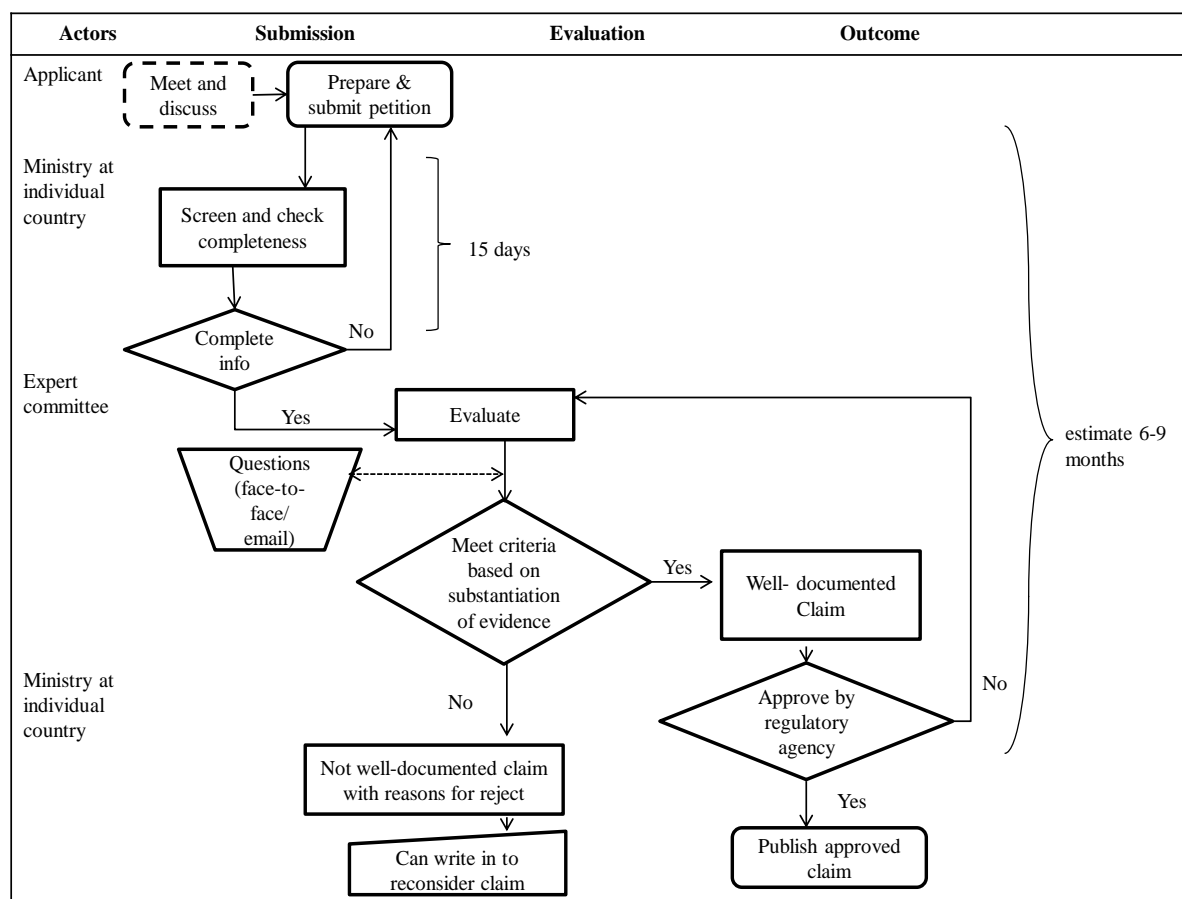 Actors Submission Evaluation Outcome
Applicant
Meet and
discuss
Prepare &
submit petition
Ministry at
individual
country
Screen and check
completeness
15 days
Complete
info
No
Expert
committee
Yes
Evaluate
estimate 6-9
months
Questions
(face-to-
face/
email)
Meet criteria
based on
substantiation
of evidence
Yes
Well- documented
Claim
Ministry at
individual
country
No
Approve by
regulatory
agency
No
Not well-documented claim
with reasons for reject
Yes
Can write in to
reconsider claim
Publish approved
claim